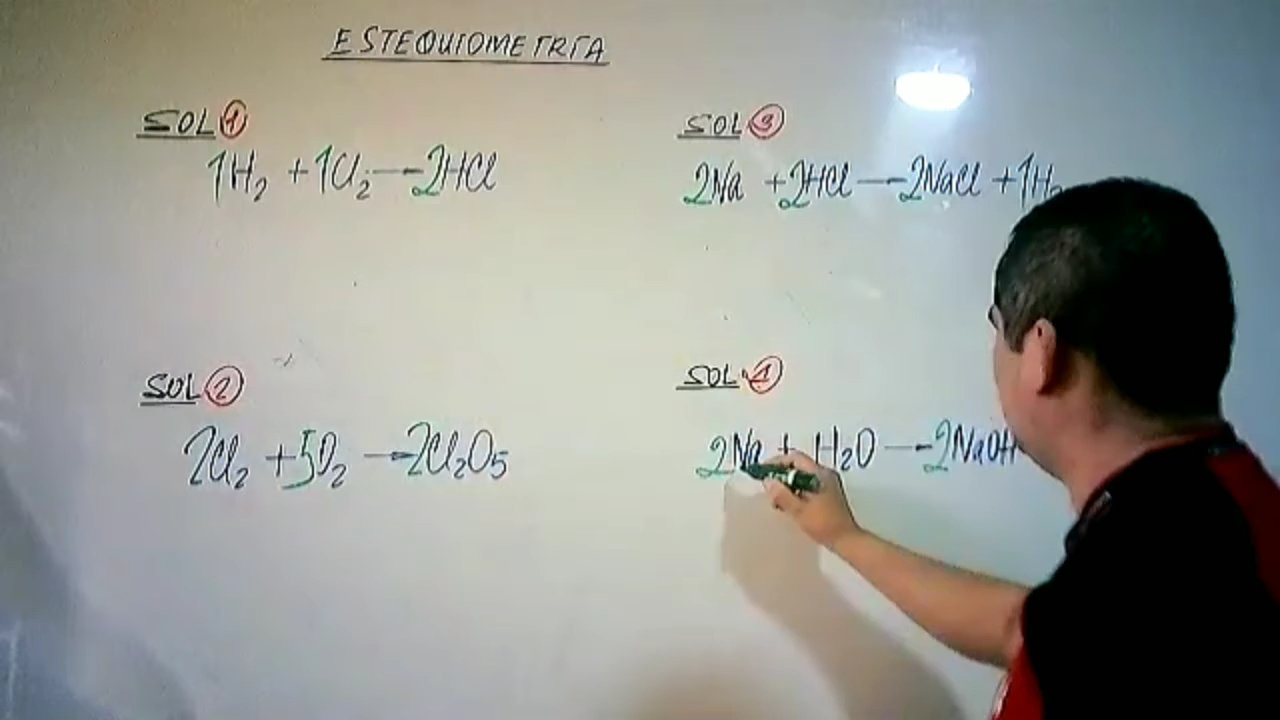 ESTEQUIOMETRÍA
SOL 1
1H₂ + 1Cl₂ → 2HCl
SOL 2
2Cl₂ + 5O₂ → 2Cl₂O₅
SOL 3
2Na + 2HCl → 2NaCl + 1H₂
SOL 4
2Na + H₂O → 2NaOH